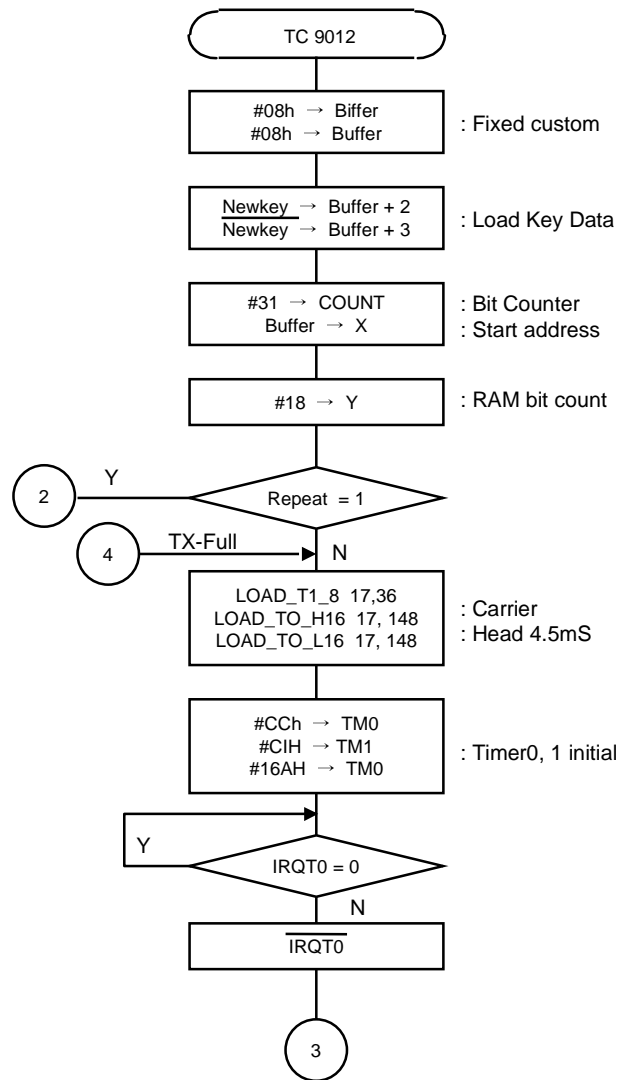 TC 9012
#08h → Biffer
#08h → Buffer
: Fixed custom
Newkey → Buffer + 2
Newkey → Buffer + 3
: Load Key Data
#31 → COUNT
: Bit Counter
Buffer → X
: Start address
#18 → Y
: RAM bit count
Y
2
Repeat = 1
4
TX-Full
N
LOAD_T1_8 17,36
: Carrier
LOAD_TO_H16 17, 148
: Head 4.5mS
LOAD_TO_L16 17, 148
#CCh → TM0
#CIH → TM1
#16AH → TM0
: Timer0, 1 initial
Y
IRQT0 = 0
N
IRQT0
3